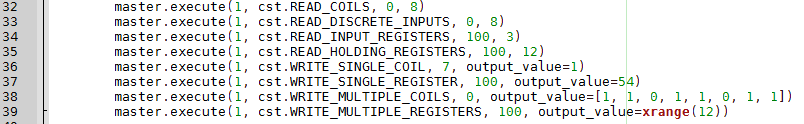 32 master.execute(1, cst.READ_COILS, 0, 8)
33 master.execute(1, cst.READ_DISCRETE_INPUTS, 0, 8)
34 master.execute(1, cst.READ_INPUT_REGISTERS, 100, 3)
35 master.execute(1, cst.READ_HOLDING_REGISTERS, 100, 12)
36 master.execute(1, cst.WRITE_SINGLE_COIL, 7, output_value=1)
37 master.execute(1, cst.WRITE_SINGLE_REGISTER, 100, output_value=54)
38 master.execute(1, cst.WRITE_MULTIPLE_COILS, 0, output_value=[1, 1, 0, 1, 1, 0, 1, 1])
39 master.execute(1, cst.WRITE_MULTIPLE_REGISTERS, 100, output_value=xrange(12))